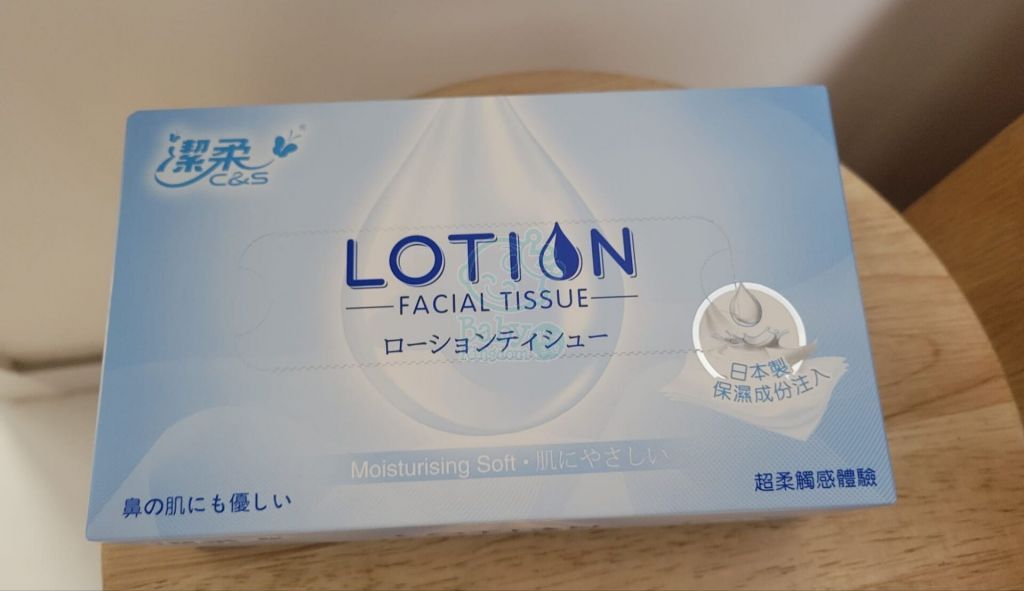 潔柔®
C&S
LOTION
FACIAL TISSUE
ローションティシュー
Baby
Kingdom
日本製
保濕成份注入
Moisturising Soft・肌にやさしい
鼻の肌にも優しい
超柔觸感體驗